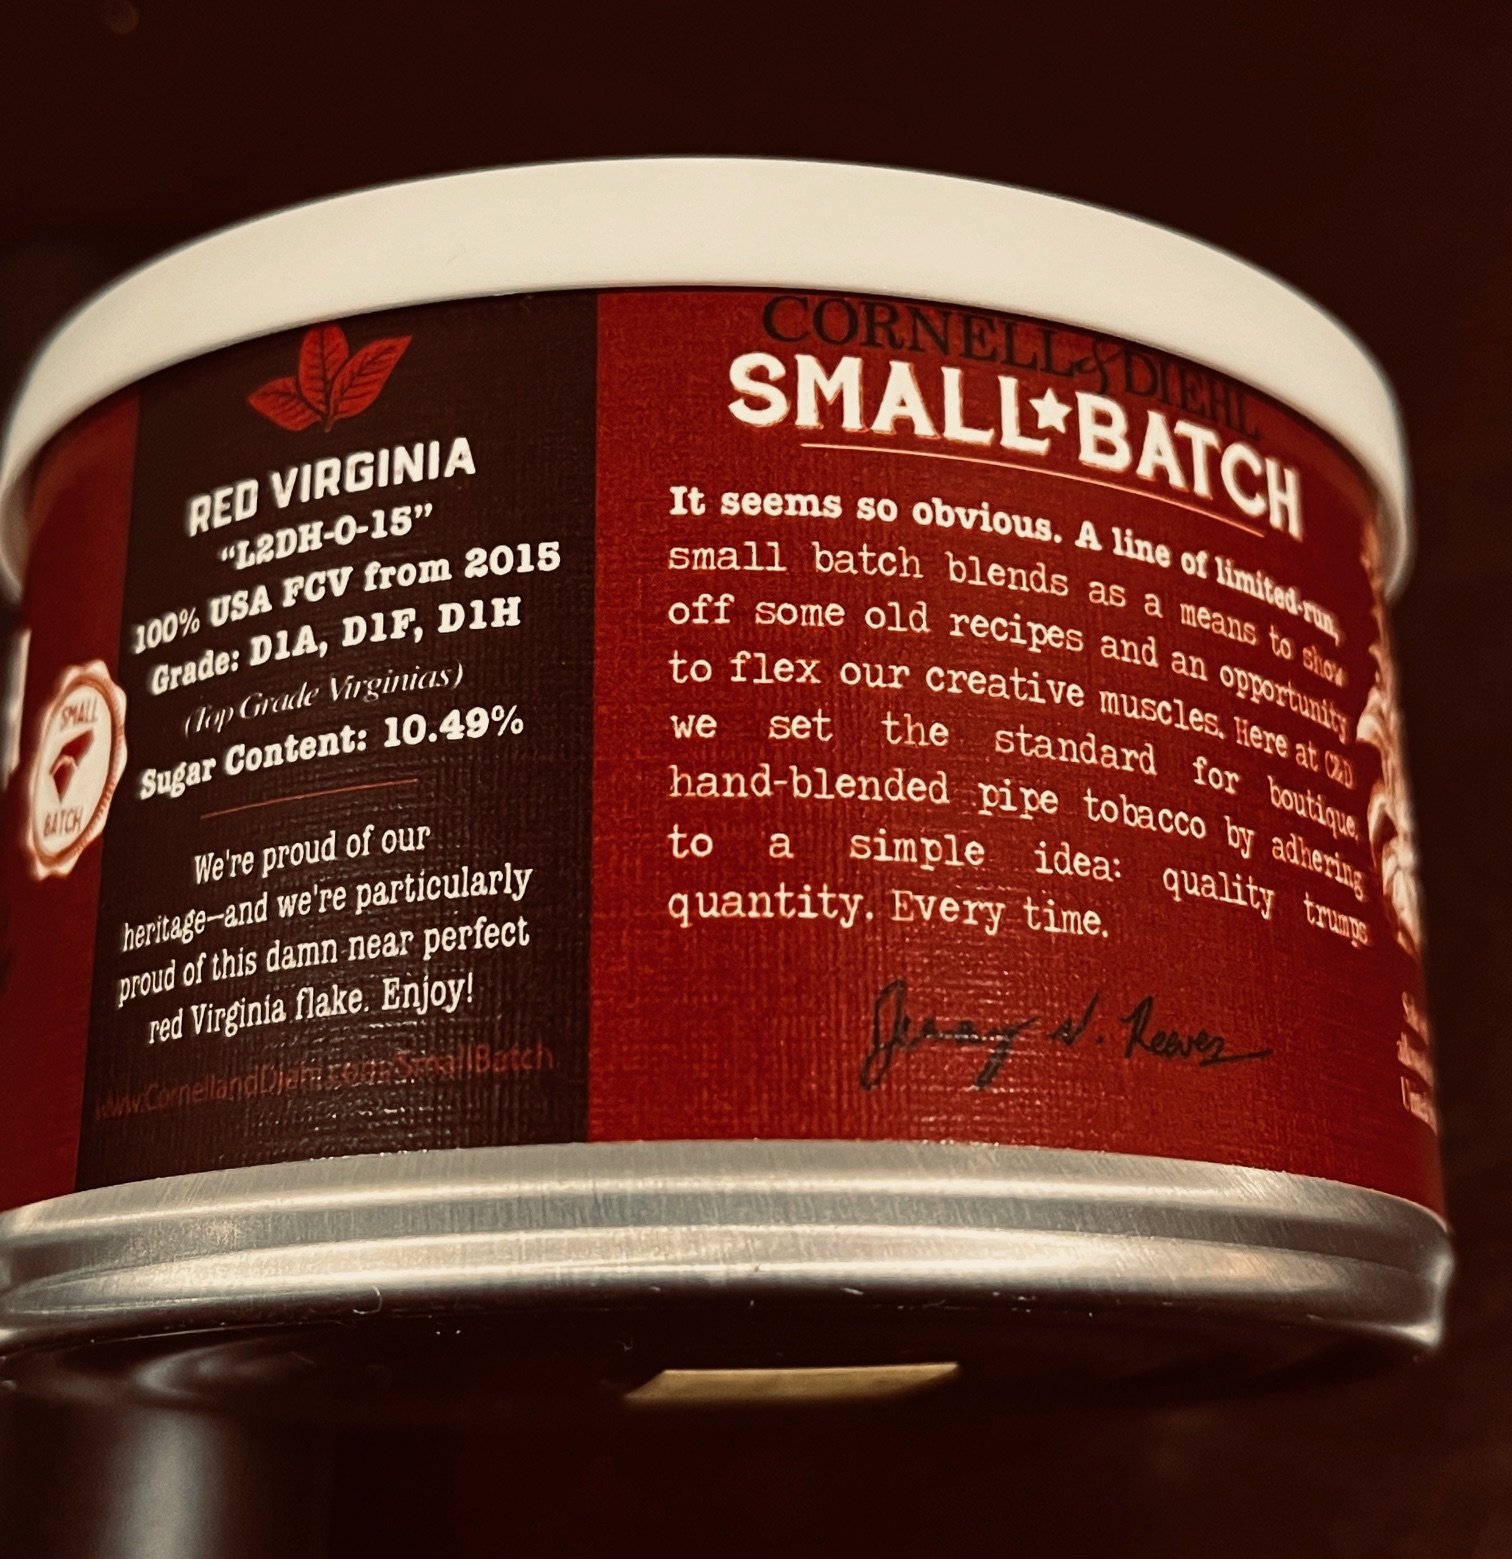 SMALL
BATCH
RED VIRGINIA
“L2DH-O-15”
100% USA FCV from 2015
Grade: D1A, D1F, D1H
(Top Grade Virginias)
Sugar Content: 10.49%
We're proud of our
heritage—and we're particularly
proud of this damn near perfect
red Virginia flake. Enjoy!
www.CornellandDiehl.com/SmallBatch
CORNELL & DIEHL
SMALL★BATCH
It seems so obvious. A line of limited-run,
small batch blends as a means to show
off some old recipes and an opportunity
to flex our creative muscles. Here at C&D
we set the standard for boutique,
hand-blended pipe tobacco by adhering
to a simple idea: quality trumps
quantity. Every time.
Jeremy N. Reeves